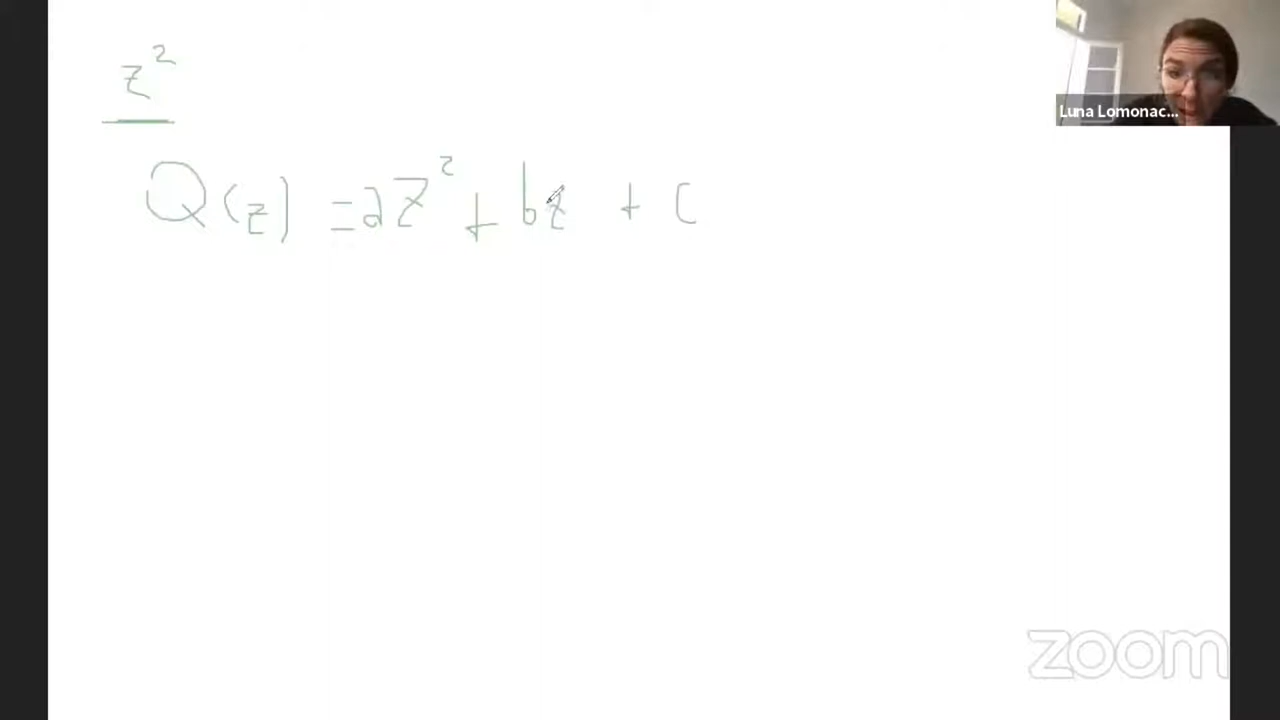 z²
Luna Lomonac...
Q(z) = az² + bz + c
zoom